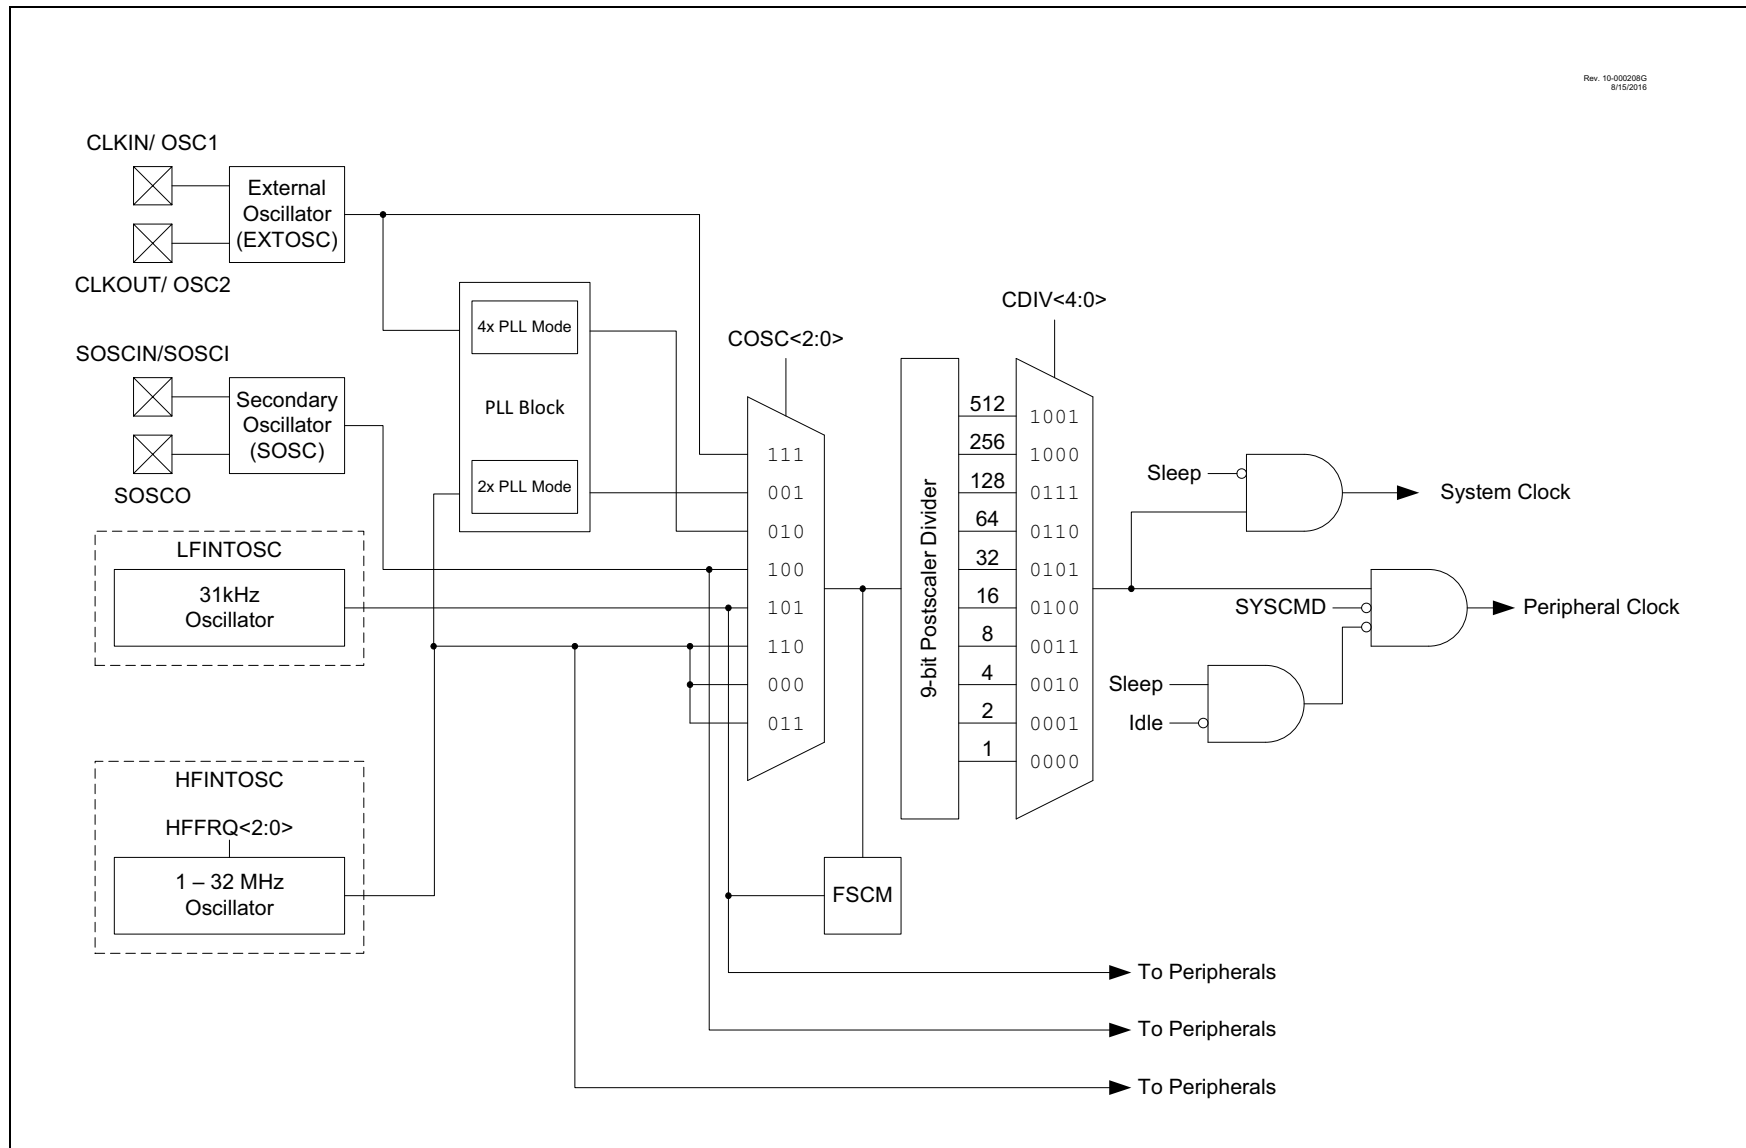 Rev. 10-000208G
8/15/2016
CLKIN/ OSC1
External
Oscillator
(EXTOSC)
CLKOUT/ OSC2
SOSCIN/SOSCI
Secondary
Oscillator
(SOSC)
SOSCO
LFINTOSC
31kHz
Oscillator
HFINTOSC
HFFRQ<2:0>
1 – 32 MHz
Oscillator
4x PLL Mode
PLL Block
2x PLL Mode
COSC<2:0>
111
001
010
100
101
110
000
011
FSCM
9-bit Postscaler Divider
CDIV<4:0>
512 1001
256 1000
128 0111
64 0110
32 0101
16 0100
8 0011
4 0010
2 0001
1 0000
Sleep
System Clock
SYSCMD
Peripheral Clock
Sleep
Idle
To Peripherals
To Peripherals
To Peripherals